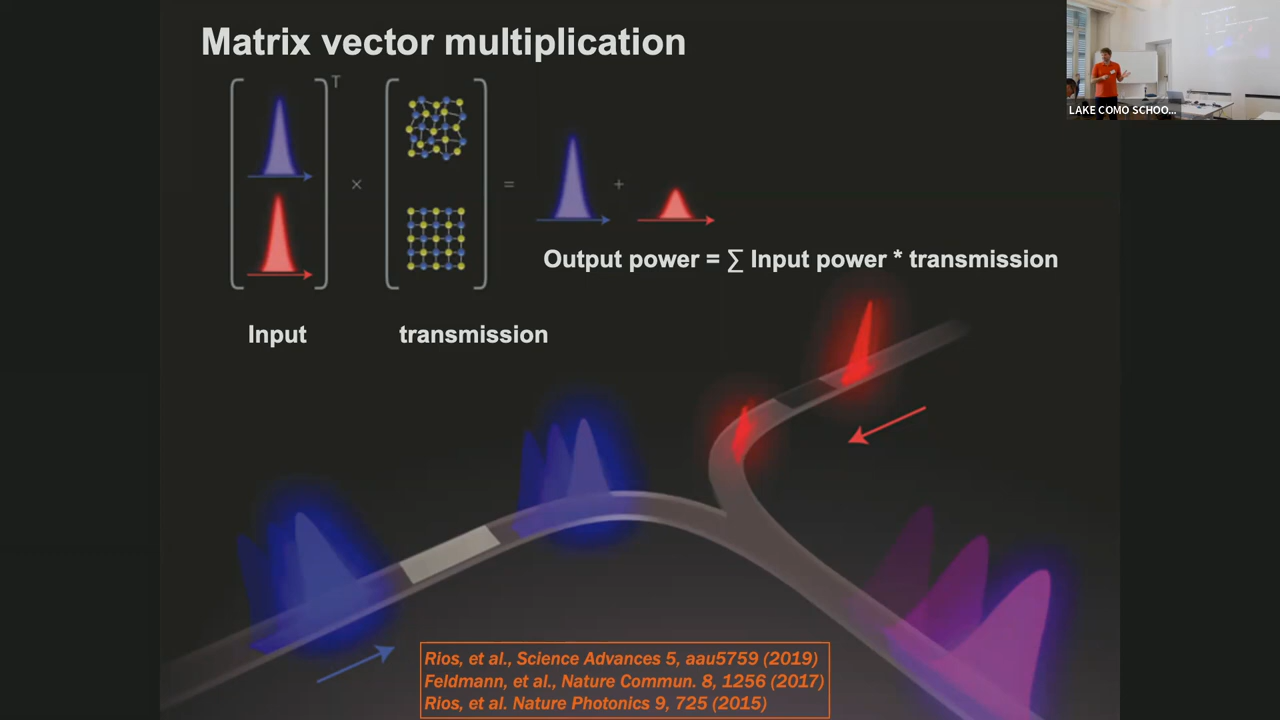 Matrix vector multiplication
T
×
=
+
Output power = ∑ Input power * transmission
Input
transmission
LAKE COMO SCHOO...
Rios, et al., Science Advances 5, aau5759 (2019)
Feldmann, et al., Nature Commun. 8, 1256 (2017)
Rios, et al. Nature Photonics 9, 725 (2015)